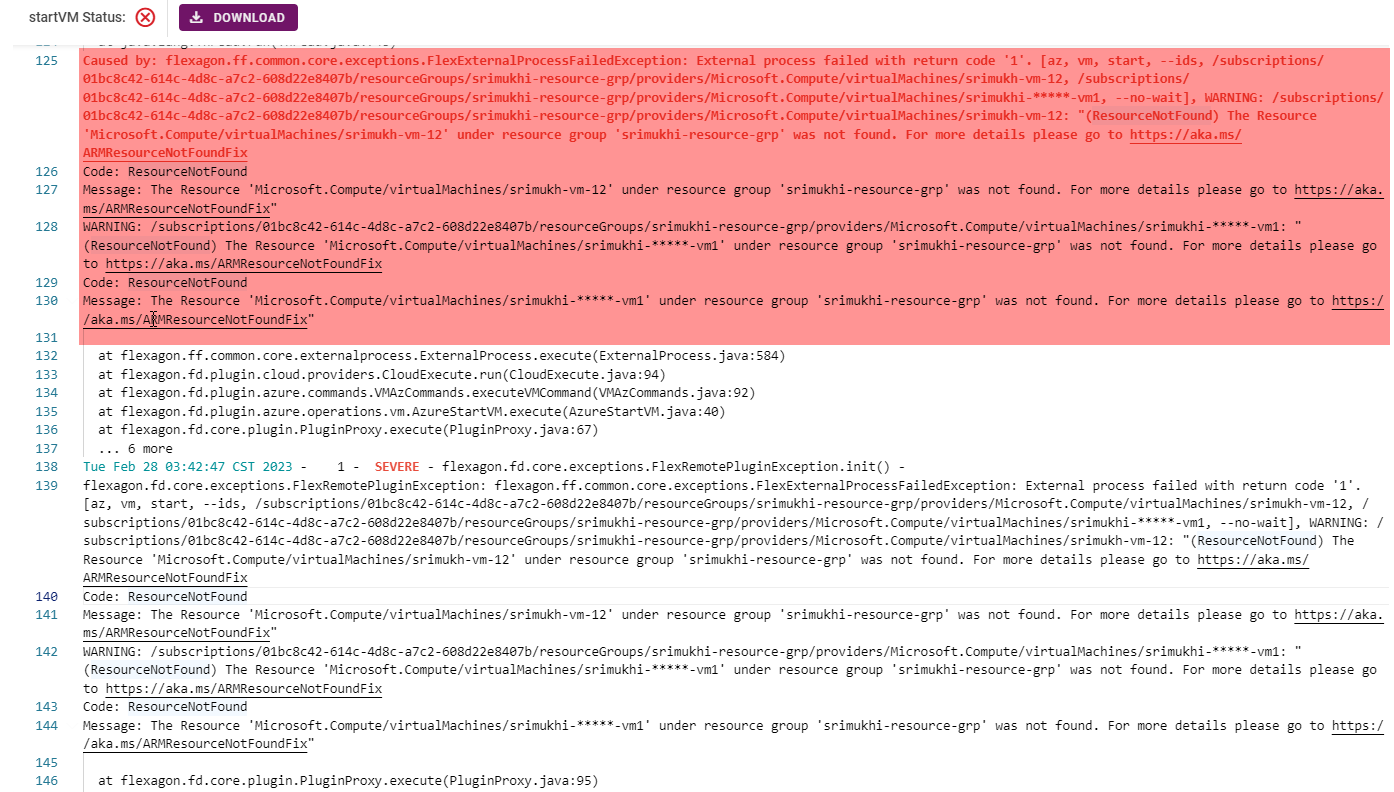 startVM Status:
DOWNLOAD
125 Caused by: flexagon.ff.common.core.exceptions.FlexExternalProcessFailedException: External process failed with return code '1'. [az, vm, start, --ids, /subscriptions/
01bc8c42-614c-4d8c-a7c2-608d22e8407b/resourceGroups/srimukhi-resource-grp/providers/Microsoft.Compute/virtualMachines/srimukh-vm-12, /subscriptions/
01bc8c42-614c-4d8c-a7c2-608d22e8407b/resourceGroups/srimukhi-resource-grp/providers/Microsoft.Compute/virtualMachines/srimukhi-*****-vm1, --no-wait], WARNING: /subscriptions/
01bc8c42-614c-4d8c-a7c2-608d22e8407b/resourceGroups/srimukhi-resource-grp/providers/Microsoft.Compute/virtualMachines/srimukh-vm-12: "(ResourceNotFound) The Resource
'Microsoft.Compute/virtualMachines/srimukh-vm-12' under resource group 'srimukhi-resource-grp' was not found. For more details please go to https://aka.ms/
ARMResourceNotFoundFix
126 Code: ResourceNotFound
127 Message: The Resource 'Microsoft.Compute/virtualMachines/srimukh-vm-12' under resource group 'srimukhi-resource-grp' was not found. For more details please go to https://aka.
ms/ARMResourceNotFoundFix"
128 WARNING: /subscriptions/01bc8c42-614c-4d8c-a7c2-608d22e8407b/resourceGroups/srimukhi-resource-grp/providers/Microsoft.Compute/virtualMachines/srimukhi-*****-vm1: "
(ResourceNotFound) The Resource 'Microsoft.Compute/virtualMachines/srimukhi-*****-vm1' under resource group 'srimukhi-resource-grp' was not found. For more details please go
to https://aka.ms/ARMResourceNotFoundFix
129 Code: ResourceNotFound
130 Message: The Resource 'Microsoft.Compute/virtualMachines/srimukhi-*****-vm1' under resource group 'srimukhi-resource-grp' was not found. For more details please go to https:/
/aka.ms/ARMResourceNotFoundFix"
131
132 at flexagon.ff.common.core.externalprocess.ExternalProcess.execute(ExternalProcess.java:584)
133 at flexagon.fd.plugin.cloud.providers.CloudExecute.run(CloudExecute.java:94)
134 at flexagon.fd.plugin.azure.commands.VMAzCommands.executeVMCommand(VMAzCommands.java:92)
135 at flexagon.fd.plugin.azure.operations.vm.AzureStartVM.execute(AzureStartVM.java:40)
136 at flexagon.fd.core.plugin.PluginProxy.execute(PluginProxy.java:67)
137 ... 6 more
138 Tue Feb 28 03:42:47 CST 2023 - 1 - SEVERE - flexagon.fd.core.exceptions.FlexRemotePluginException.init() -
139 flexagon.fd.core.exceptions.FlexRemotePluginException: flexagon.ff.common.core.exceptions.FlexExternalProcessFailedException: External process failed with return code '1'.
[az, vm, start, --ids, /subscriptions/01bc8c42-614c-4d8c-a7c2-608d22e8407b/resourceGroups/srimukhi-resource-grp/providers/Microsoft.Compute/virtualMachines/srimukh-vm-12, /
subscriptions/01bc8c42-614c-4d8c-a7c2-608d22e8407b/resourceGroups/srimukhi-resource-grp/providers/Microsoft.Compute/virtualMachines/srimukhi-*****-vm1, --no-wait], WARNING: /
subscriptions/01bc8c42-614c-4d8c-a7c2-608d22e8407b/resourceGroups/srimukhi-resource-grp/providers/Microsoft.Compute/virtualMachines/srimukh-vm-12: "(ResourceNotFound) The
Resource 'Microsoft.Compute/virtualMachines/srimukh-vm-12' under resource group 'srimukhi-resource-grp' was not found. For more details please go to https://aka.ms/
ARMResourceNotFoundFix
140 Code: ResourceNotFound
141 Message: The Resource 'Microsoft.Compute/virtualMachines/srimukh-vm-12' under resource group 'srimukhi-resource-grp' was not found. For more details please go to https://aka.
ms/ARMResourceNotFoundFix"
142 WARNING: /subscriptions/01bc8c42-614c-4d8c-a7c2-608d22e8407b/resourceGroups/srimukhi-resource-grp/providers/Microsoft.Compute/virtualMachines/srimukhi-*****-vm1: "
(ResourceNotFound) The Resource 'Microsoft.Compute/virtualMachines/srimukhi-*****-vm1' under resource group 'srimukhi-resource-grp' was not found. For more details please go
to https://aka.ms/ARMResourceNotFoundFix
143 Code: ResourceNotFound
144 Message: The Resource 'Microsoft.Compute/virtualMachines/srimukhi-*****-vm1' under resource group 'srimukhi-resource-grp' was not found. For more details please go to https:/
/aka.ms/ARMResourceNotFoundFix"
145
146 at flexagon.fd.core.plugin.PluginProxy.execute(PluginProxy.java:95)